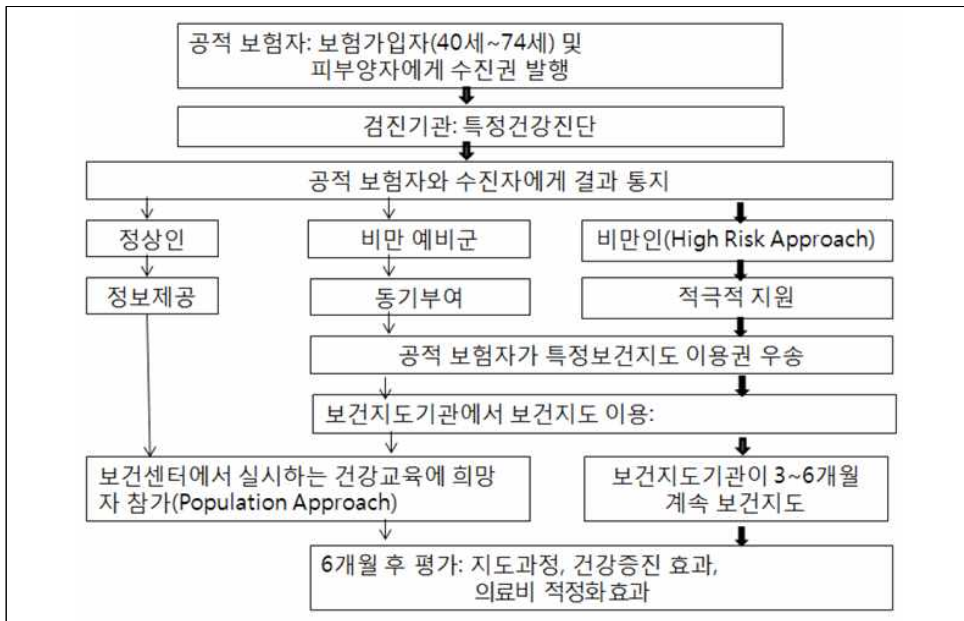 공적 보험자: 보험가입자(40세~74세) 및
피부양자에게 수진권 발행
검진기관: 특정건강진단
공적 보험자와 수진자에게 결과 통지
정상인
비만 예비군
비만인(High Risk Approach)
정보제공
동기부여
적극적 지원
공적 보험자가 특정보건지도 이용권 우송
보건지도기관에서 보건지도 이용:
보건센터에서 실시하는 건강교육에 희망
자 참가(Population Approach)
보건지도기관이 3~6개월
계속 보건지도
6개월 후 평가: 지도과정, 건강증진 효과,
의료비 적정화 효과